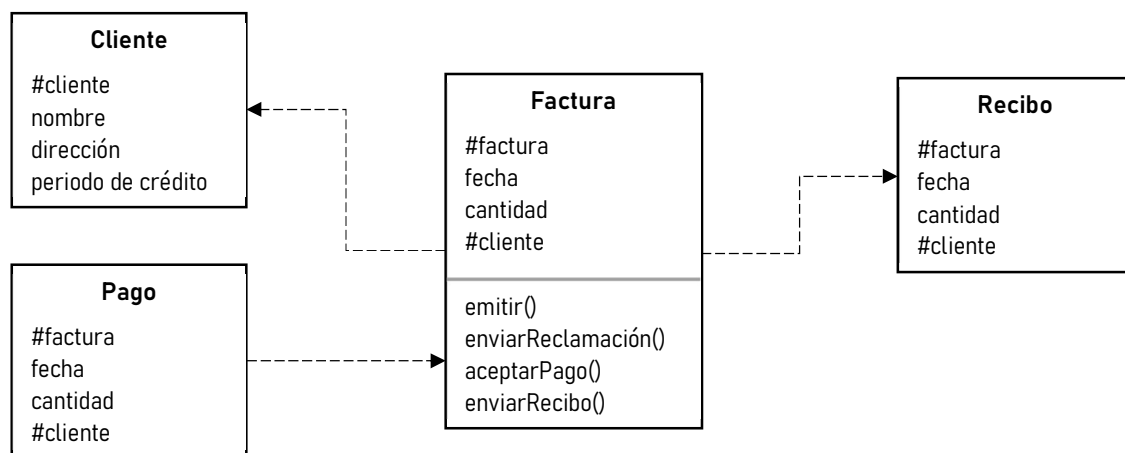 Cliente
#cliente
nombre
dirección
periodo de crédito
Pago
#factura
fecha
cantidad
#cliente
Factura
#factura
fecha
cantidad
#cliente
emitir()
enviarReclamación()
aceptarPago()
enviarRecibo()
Recibo
#factura
fecha
cantidad
#cliente